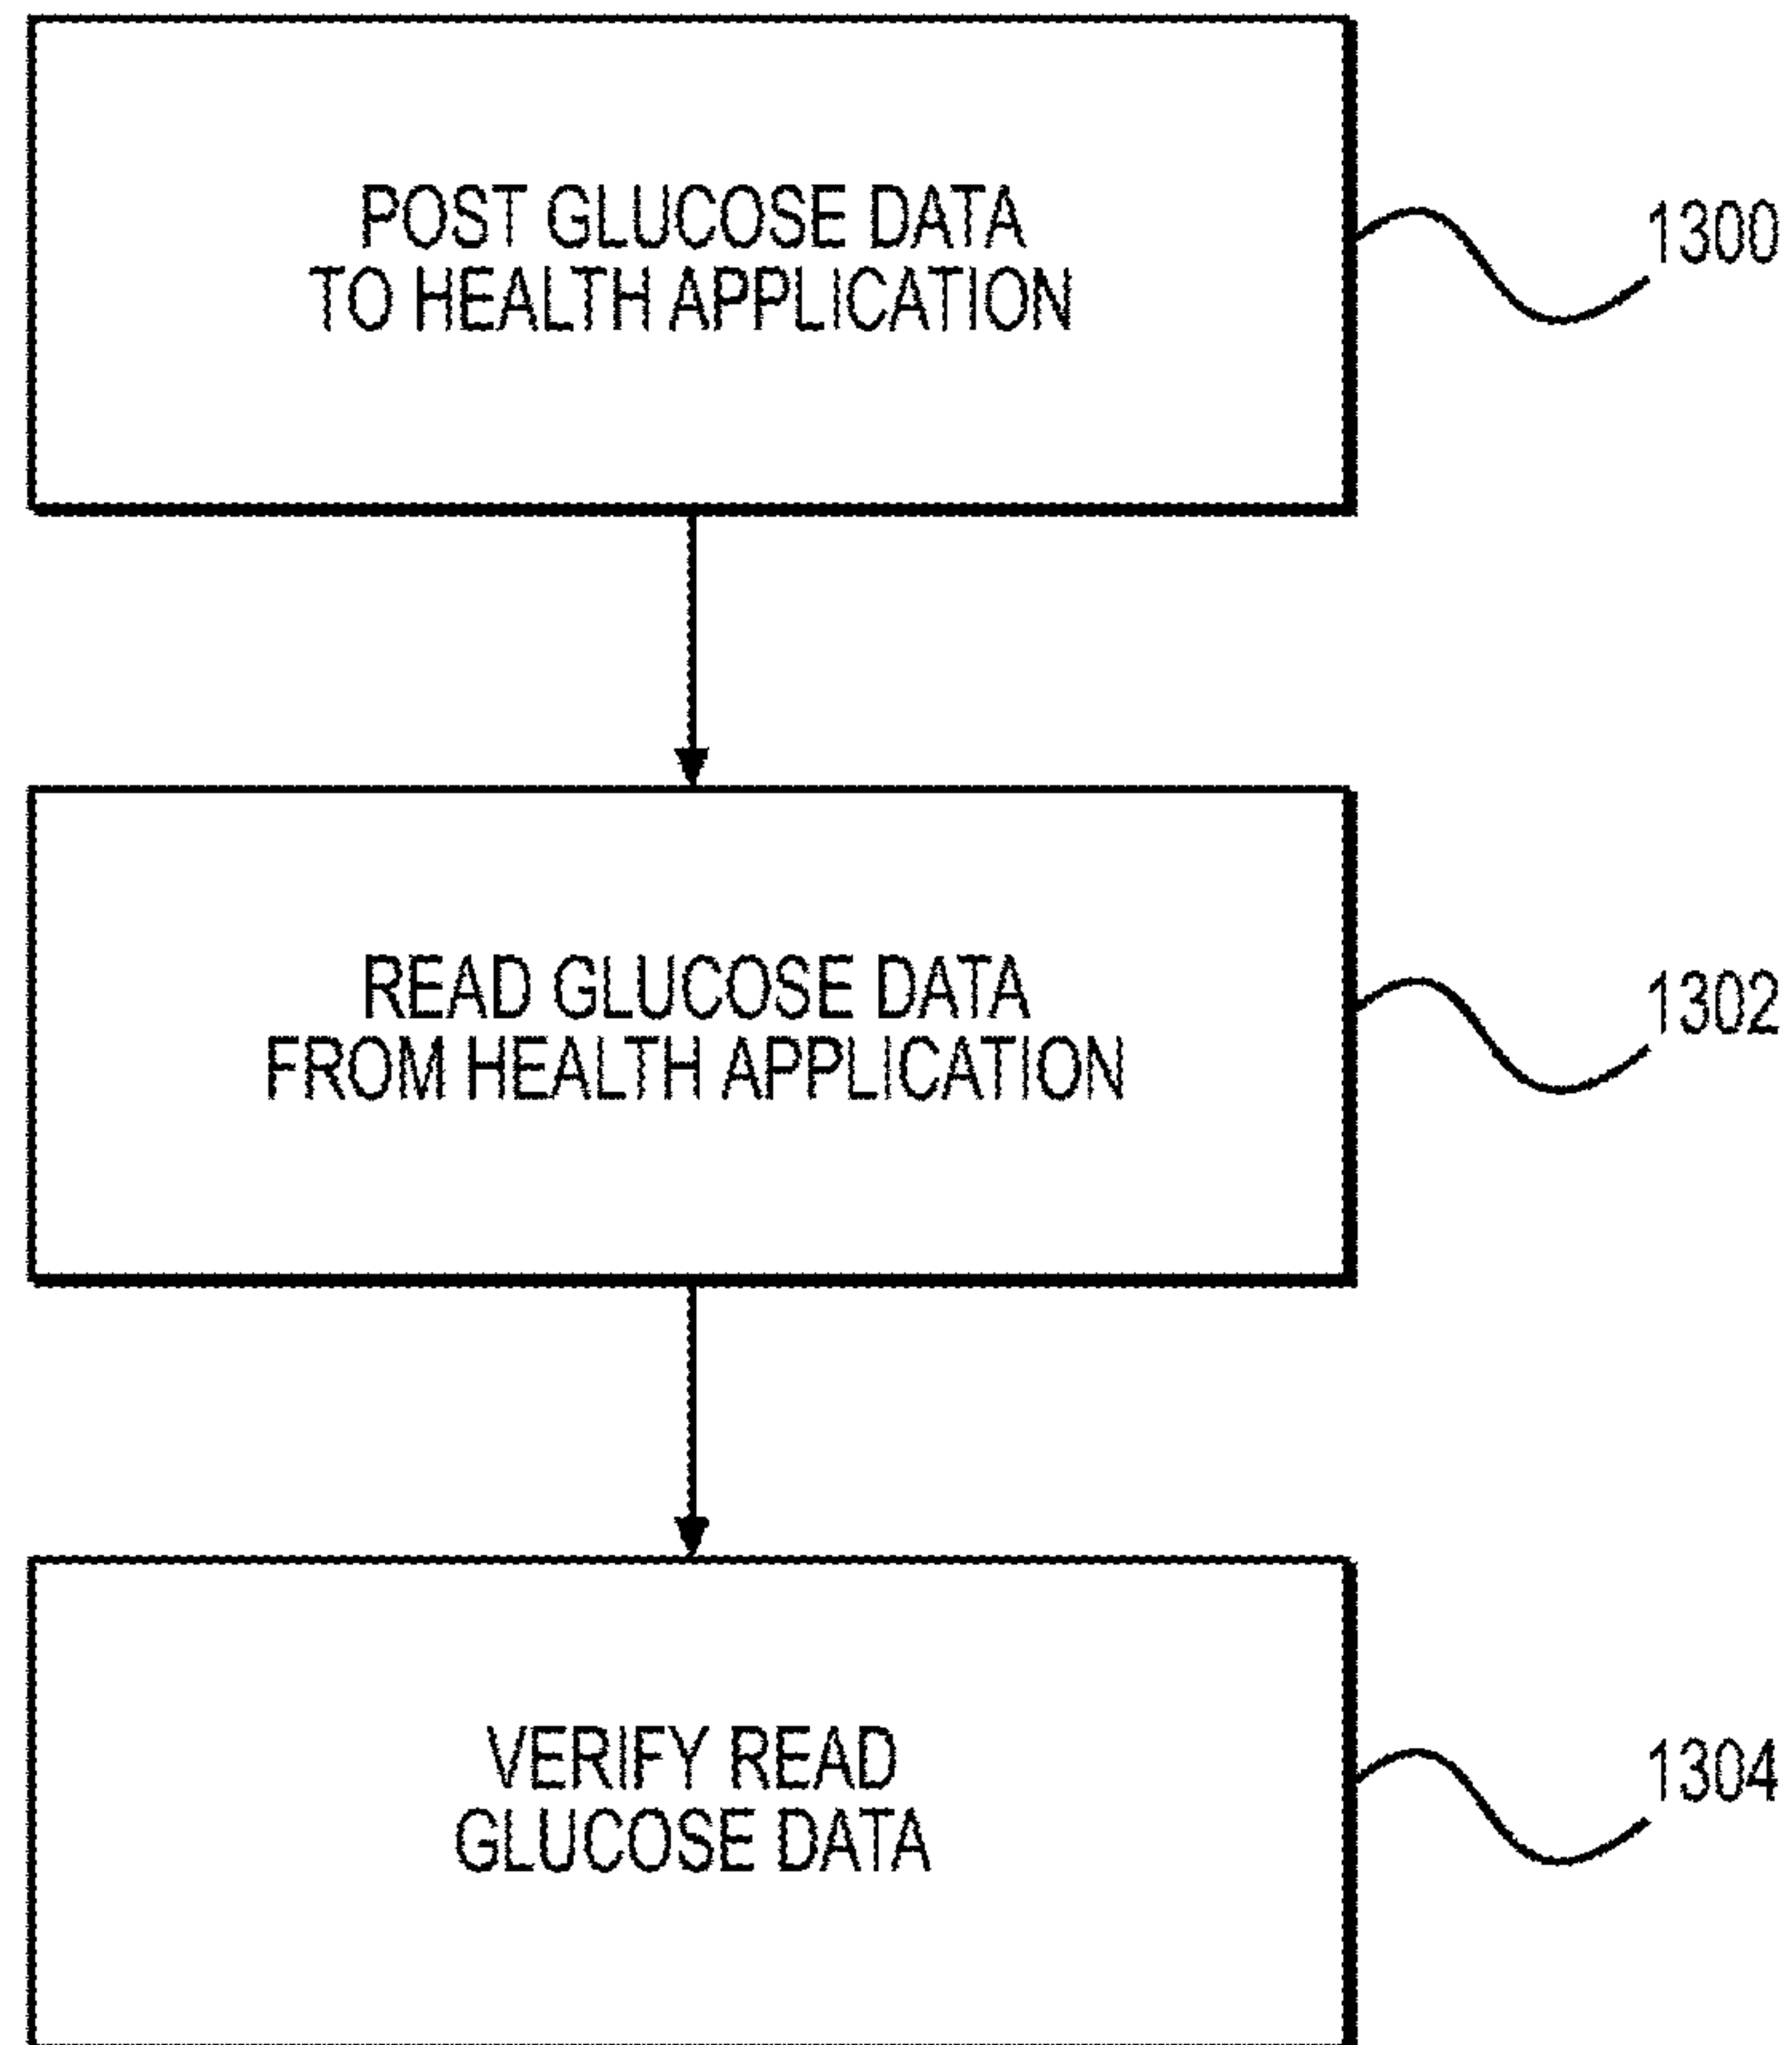 POST GLUCOSE DATA
TO HEALTH APPLICATION
1300
READ GLUCOSE DATA
FROM HEALTH APPLICATION
1302
VERIFY READ
GLUCOSE DATA
1304